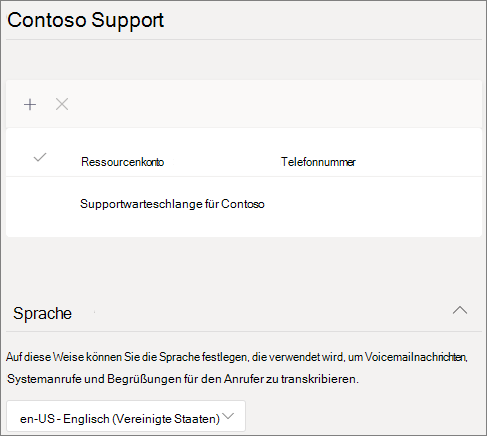 Contoso Support
Ressourcenkonto Telefonnummer
Supportwarteschlange für Contoso
Sprache
Auf diese Weise können Sie die Sprache festlegen, die verwendet wird, um Voicemailnachrichten,
Systemanrufe und Begrüßungen für den Anrufer zu transkribieren.
en-US - Englisch (Vereinigte Staaten)